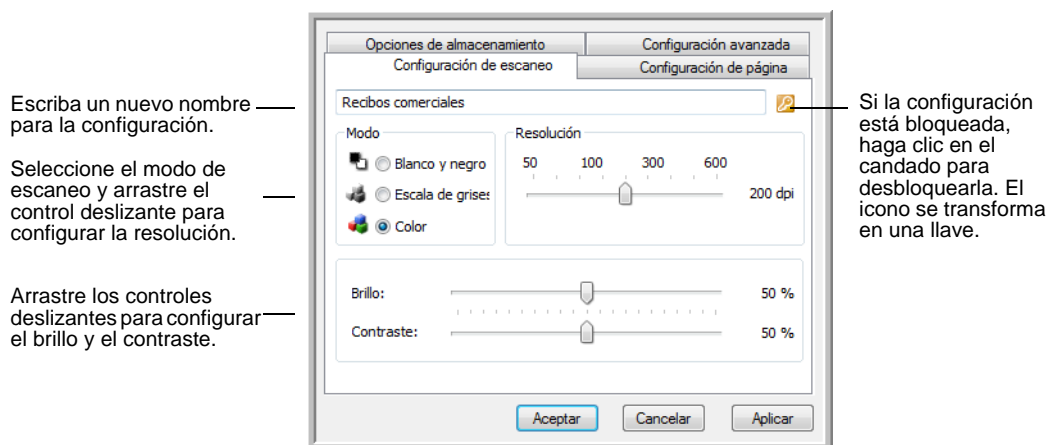 Opciones de almacenamiento
Configuración avanzada
Configuración de escaneo
Configuración de página
Escriba un nuevo nombre
para la configuración.
Recibos comerciales
Si la configuración
está bloqueada,
haga clic en el
candado para
desbloquearla. El
icono se transforma
en una llave.
Seleccione el modo de
escaneo y arrastre el
control deslizante para
configurar la resolución.
Modo
Blanco y negro
Escala de grises
Color
Resolución
50 100 300 600
200 dpi
Arrastre los controles
deslizantes para configurar
el brillo y el contraste.
Brillo: 50 %
Contraste: 50 %
Aceptar Cancelar Aplicar